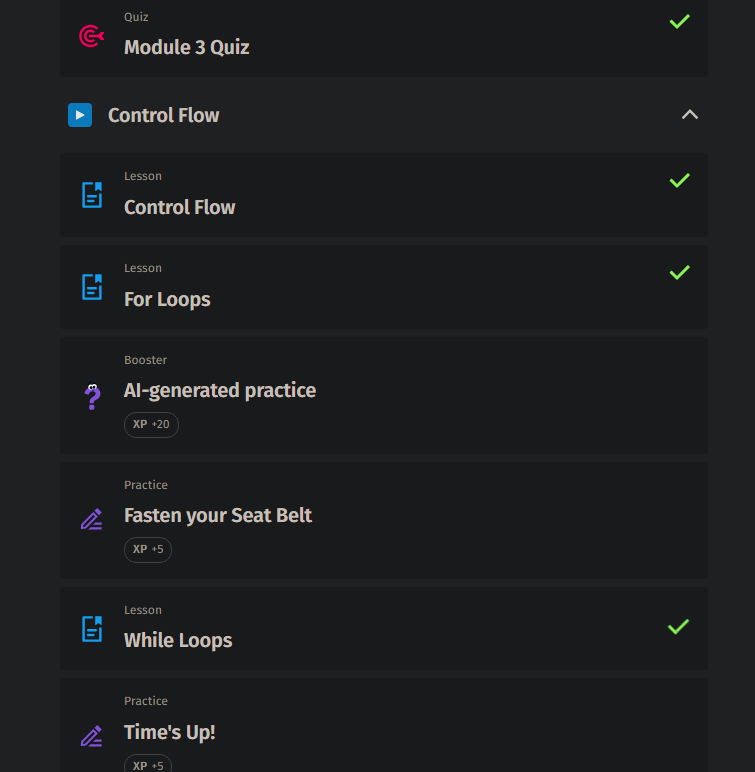 Quiz
Module 3 Quiz
Control Flow
Lesson
Control Flow
Lesson
For Loops
Booster
AI-generated practice
XP +20
Practice
Fasten your Seat Belt
XP +5
Lesson
While Loops
Practice
Time's Up!
XP +5